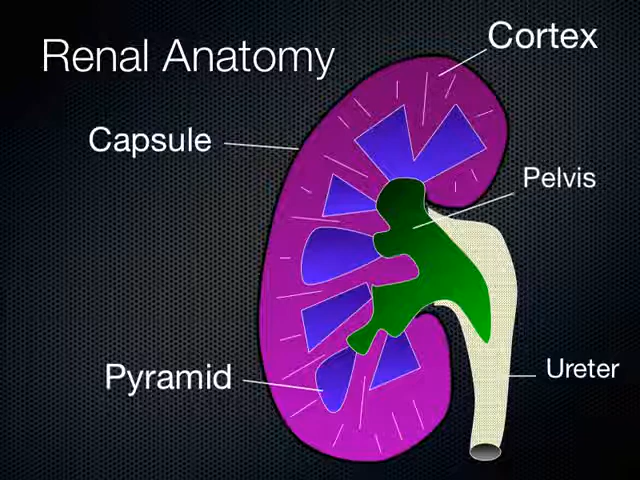 Renal Anatomy
Cortex
Capsule
Pelvis
Pyramid
Ureter